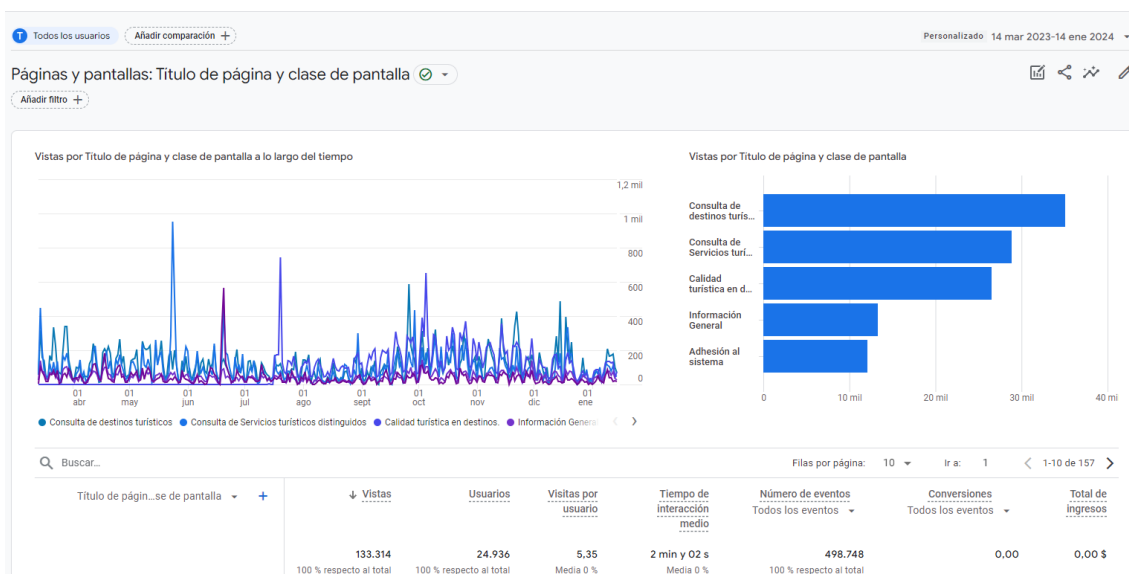 T Todos los usuarios Añadir comparación + Personalizado 14 mar 2023-14 ene 2024
Páginas y pantallas: Título de página y clase de pantalla
Añadir filtro +
Vistas por Título de página y clase de pantalla a lo largo del tiempo
1,2 mil
1 mil
800
600
400
200
0
01 abr
01 may
01 jun
01 jul
01 ago
01 sept
01 oct
01 nov
01 dic
01 ene
Consulta de destinos turísticos Consulta de Servicios turísticos distinguidos Calidad turística en destinos. Información General
Vistas por Título de página y clase de pantalla
Consulta de
destinos turís...
Consulta de
Servicios turí...
Calidad
turística en d...
Información
General
Adhesión al
sistema
0 10 mil 20 mil 30 mil 40 mil
Buscar... Filas por página: 10 Ir a: 1 1-10 de 157
Título de págin...se de pantalla + ↓ Vistas Usuarios Visitas por Tiempo de Número de eventos Conversiones Total de
usuario interacción Todos los eventos Todos los eventos ingresos
medio
133.314 24.936 5,35 2 min y 02 s 498.748 0,00 0,00 $
100 % respecto al total 100 % respecto al total Media 0 % Media 0 % 100 % respecto al total